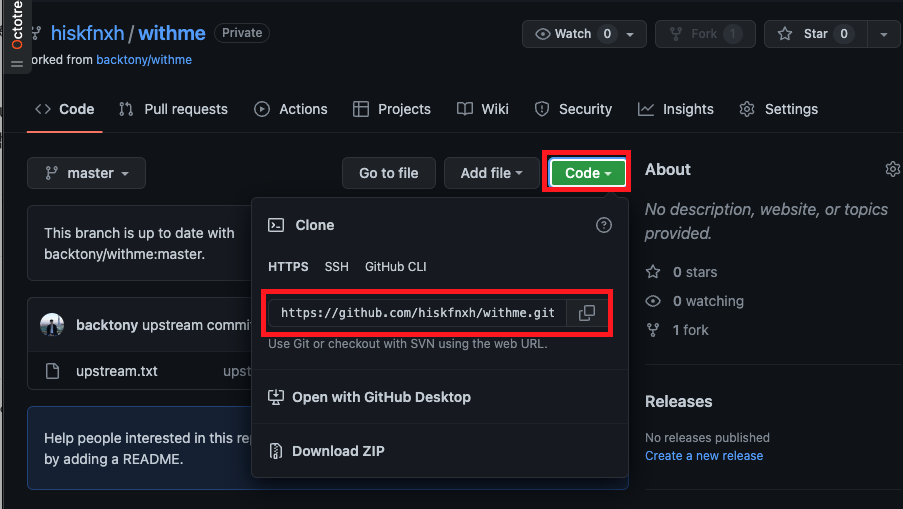 Octotre
hiskfnxh / withme Private
Watch 0
Fork 1
Star 0
orked from backtony/withme
Code
Pull requests
Actions
Projects
Wiki
Security
Insights
Settings
master
Go to file
Add file
Code
About
No description, website, or topics
provided.
This branch is up to date with
backtony/withme:master.
Clone
HTTPS SSH GitHub CLI
https://github.com/hiskfnxh/withme.git
Use Git or checkout with SVN using the web URL.
0 stars
0 watching
1 fork
backtony upstream commi
upstream.txt upst
Open with GitHub Desktop
Download ZIP
Releases
No releases published
Create a new release
Help people interested in this rep
by adding a README.